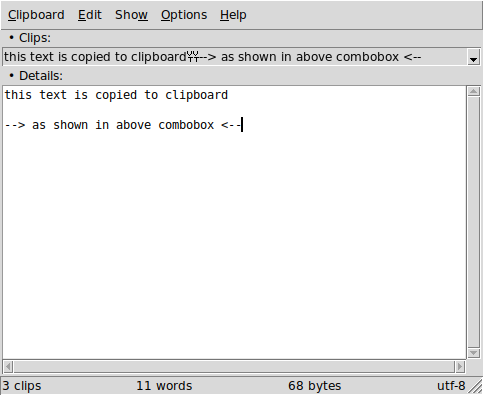 Clipboard Edit Show Options Help
• Clips:
this text is copied to clipboard--> as shown in above combobox <--
• Details:
this text is copied to clipboard
--> as shown in above combobox <--
3 clips 11 words 68 bytes utf-8